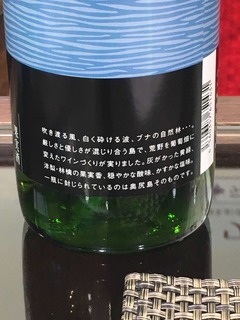 吹き渡る風、白く砕ける波、ブナの自然林・・・。
厳しさと優しさが混じり合う島で、荒野を葡萄畑に
変えたワインづくりが実りました。灰がかった黄緑、
洋梨・林檎の果実香、穏やかな酸味、かすかな塩味。
一瓶に封じられているのは奥尻島そのものです。